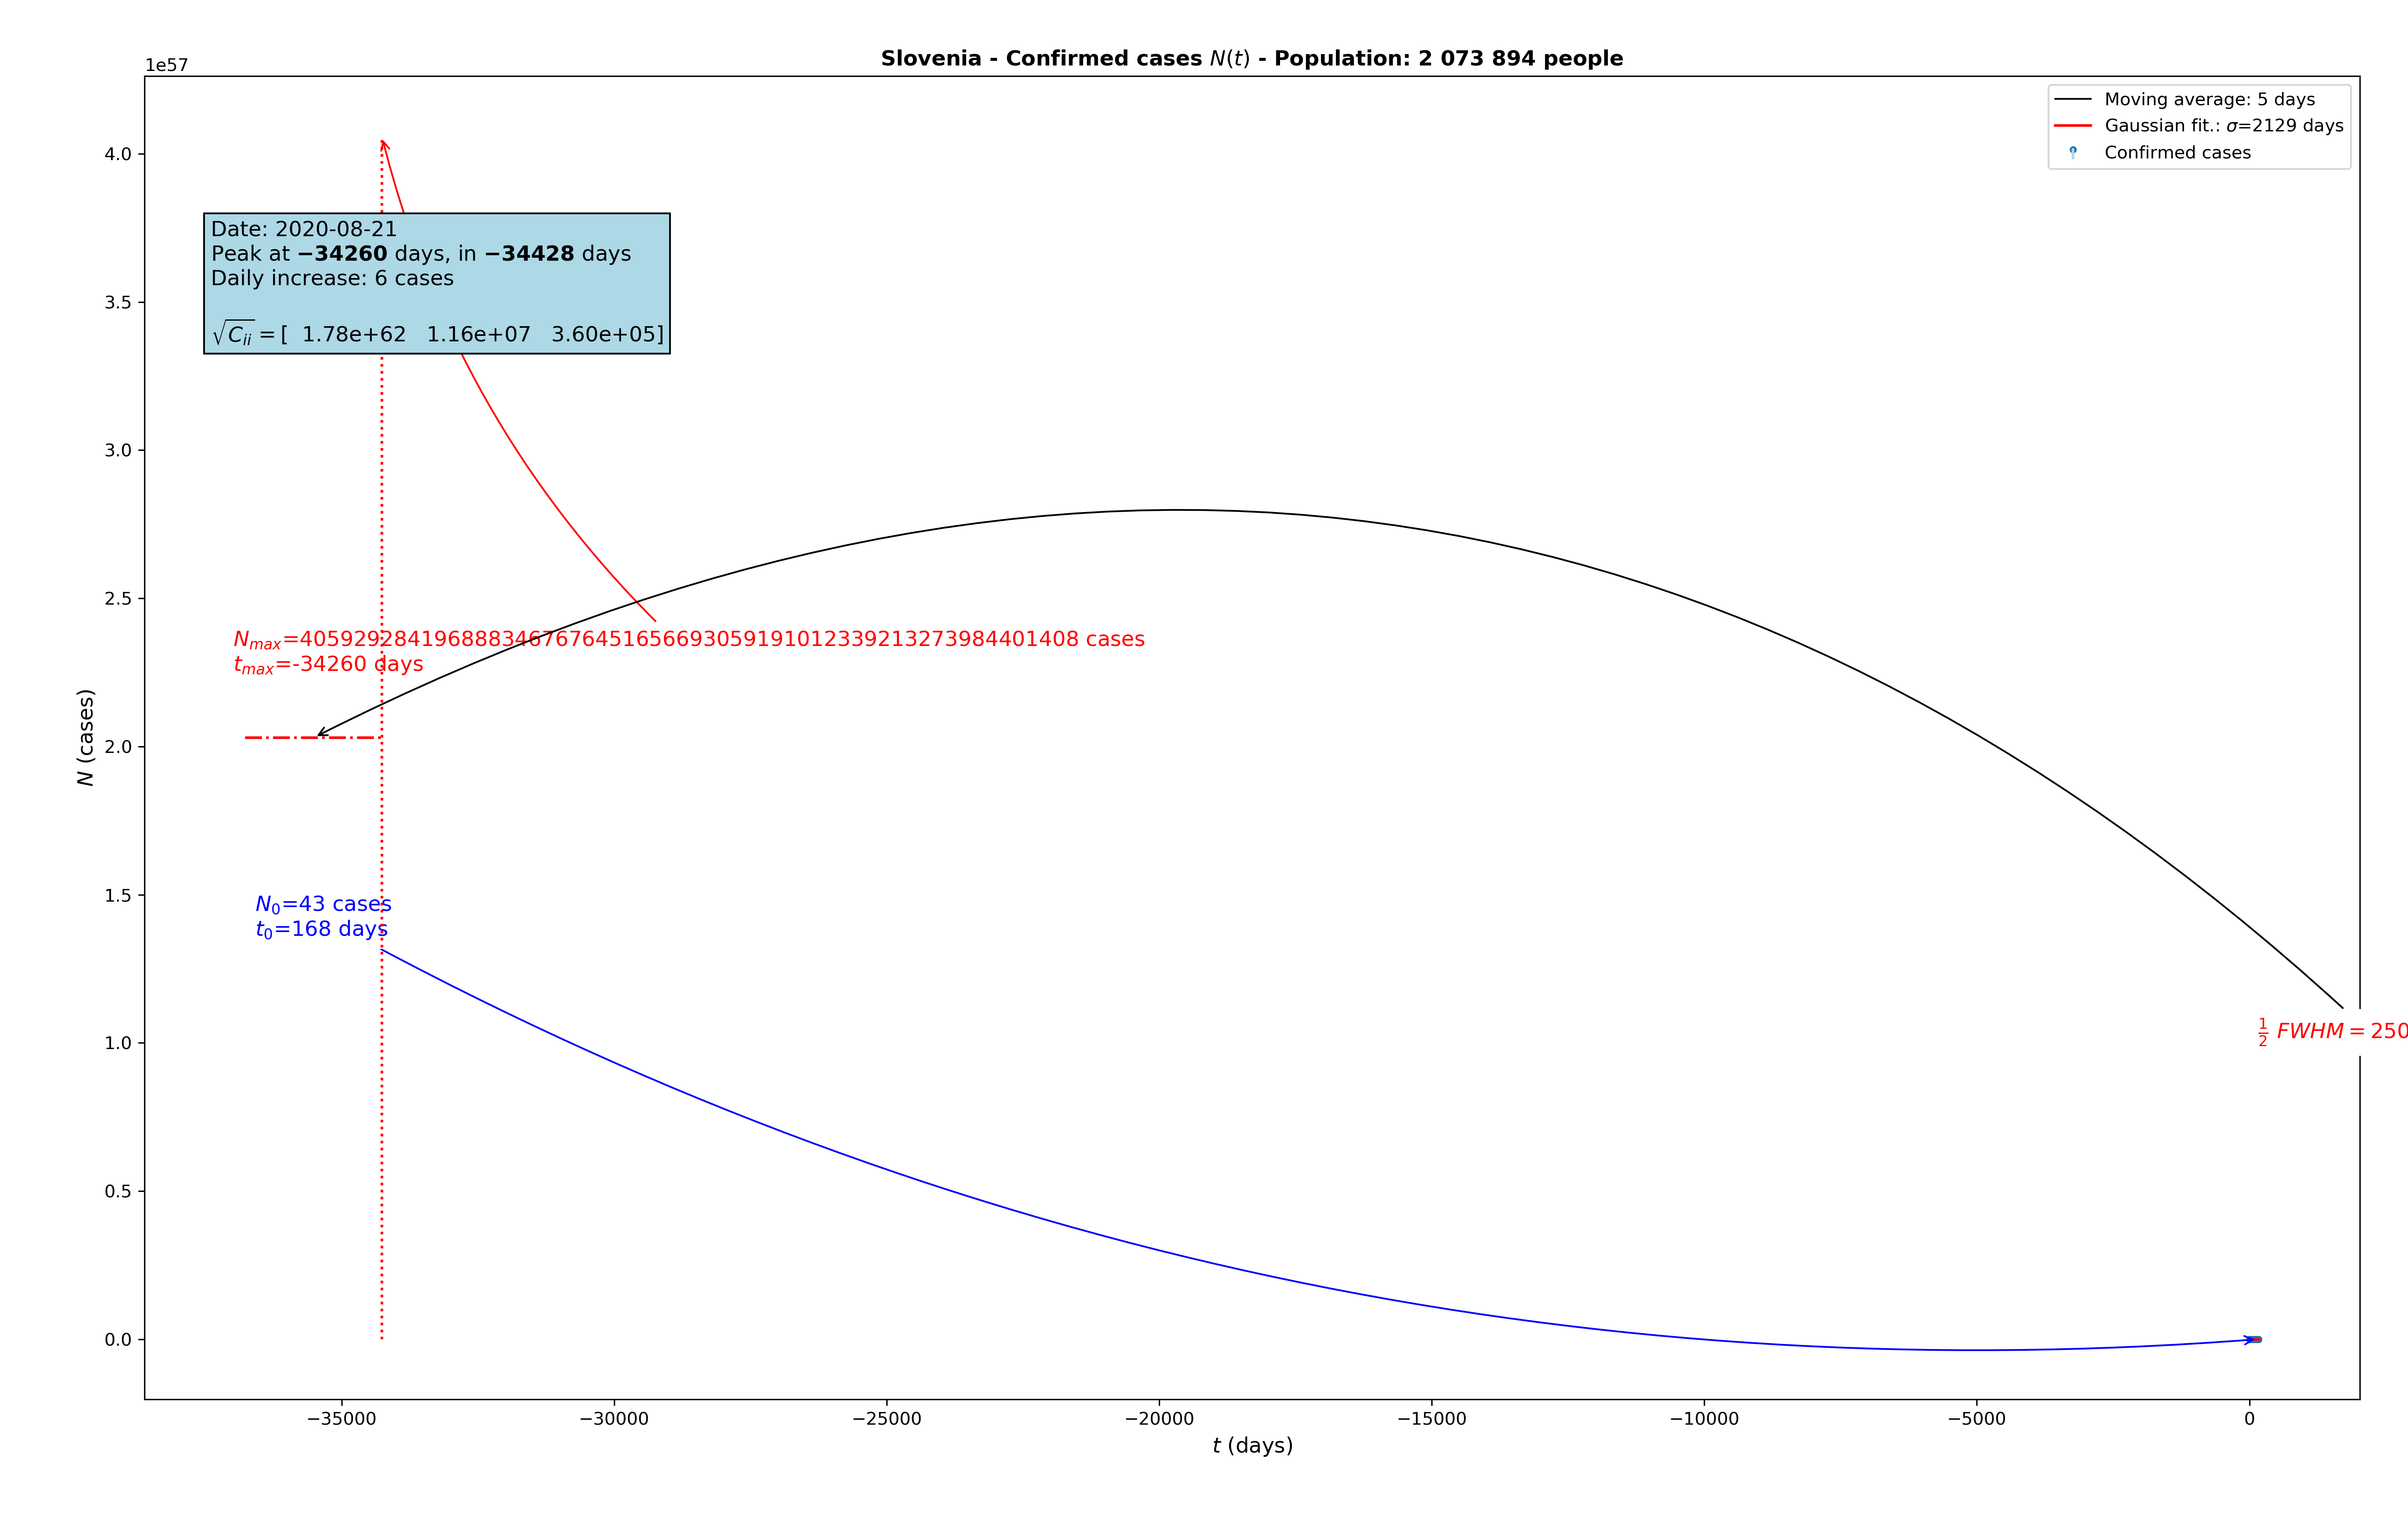 Slovenia - Confirmed cases N(t) - Population: 2 073 894 people
1e57
Moving average: 5 days
Gaussian fit.: σ=2129 days
Confirmed cases
Date: 2020-08-21
Peak at −34260 days, in −34428 days
Daily increase: 6 cases
√Cii = [ 1.78e+62 1.16e+07 3.60e+05]
Nmax=4059292841968883467676451656693059191012339213273984401408 cases
tmax=-34260 days
N0=43 cases
t0=168 days
1/2 FWHM = 250
N (cases)
4.0
3.5
3.0
2.5
2.0
1.5
1.0
0.5
0.0
−35000 −30000 −25000 −20000 −15000 −10000 −5000 0
t (days)